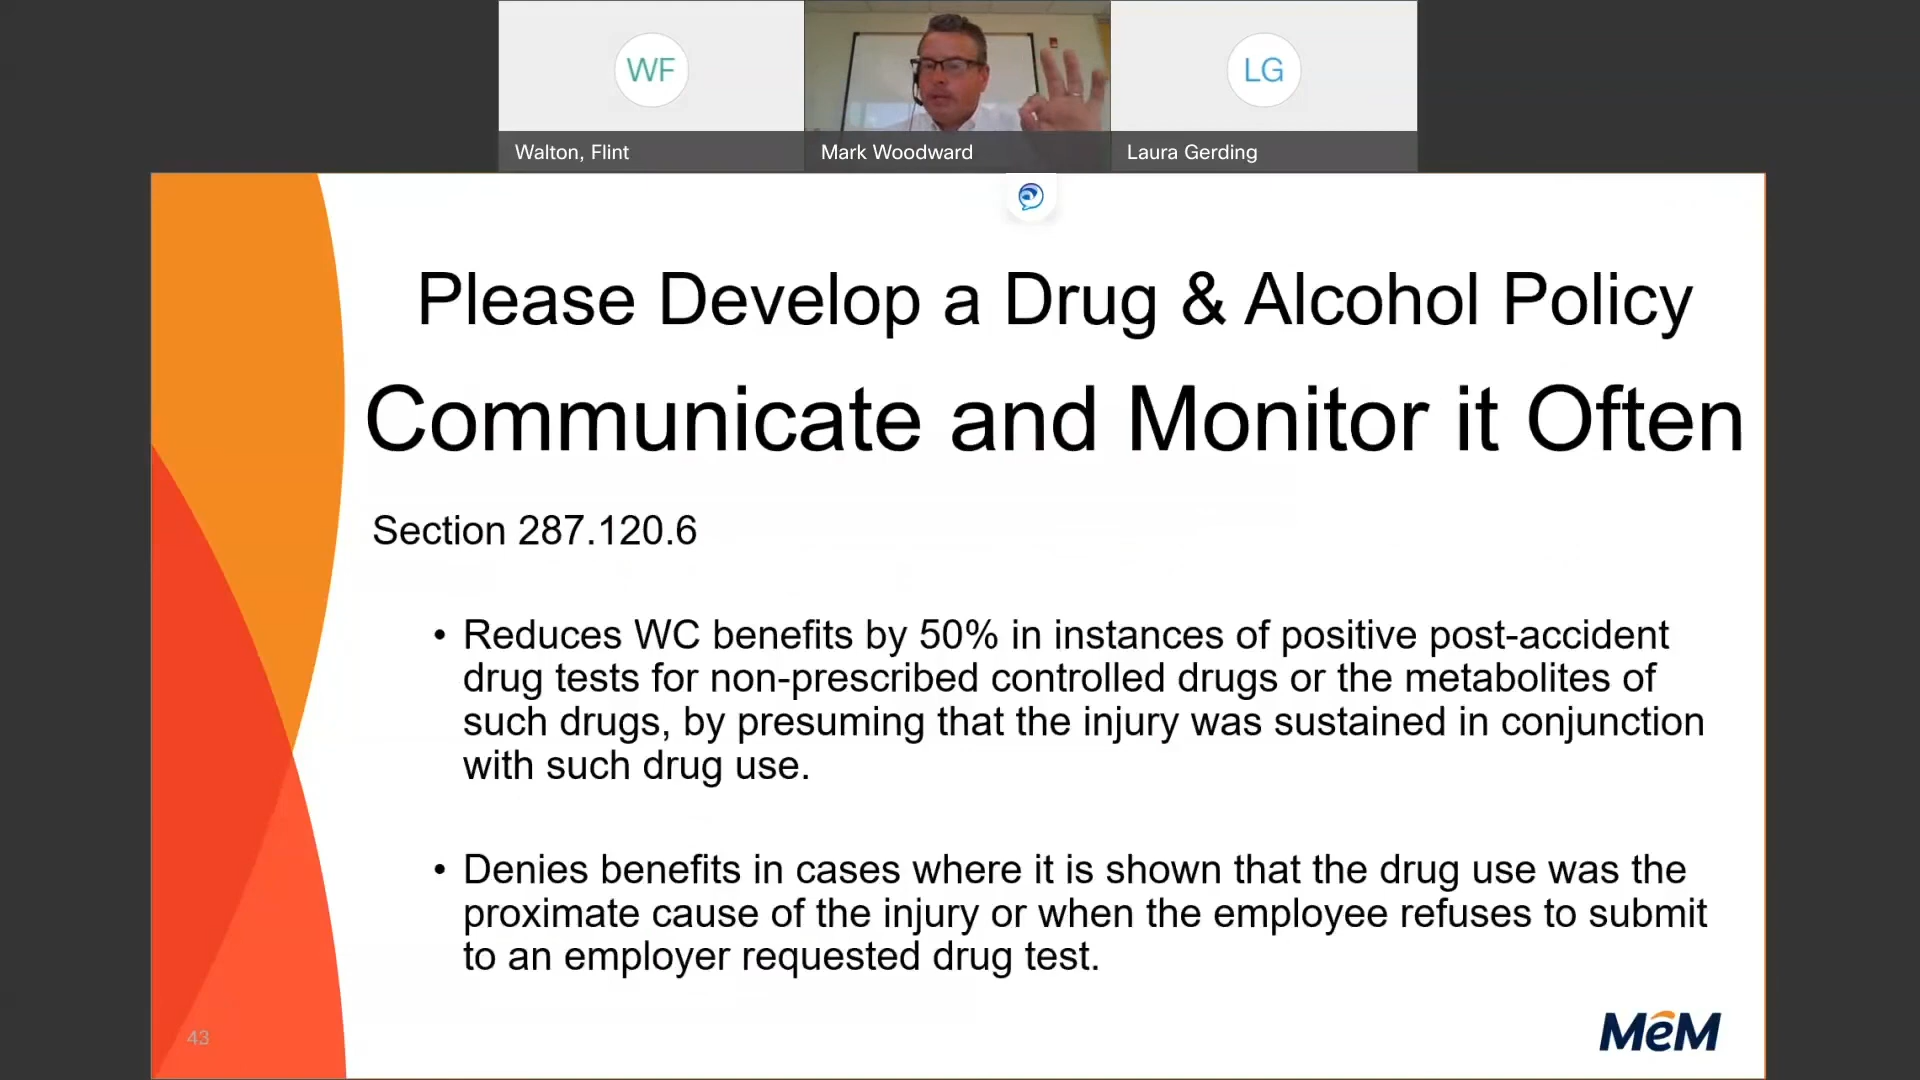 WF
LG
Walton, Flint
Mark Woodward
Laura Gerding
Please Develop a Drug & Alcohol Policy
Communicate and Monitor it Often
Section 287.120.6
• Reduces WC benefits by 50% in instances of positive post-accident
drug tests for non-prescribed controlled drugs or the metabolites of
such drugs, by presuming that the injury was sustained in conjunction
with such drug use.
• Denies benefits in cases where it is shown that the drug use was the
proximate cause of the injury or when the employee refuses to submit
to an employer requested drug test.
43
MeM